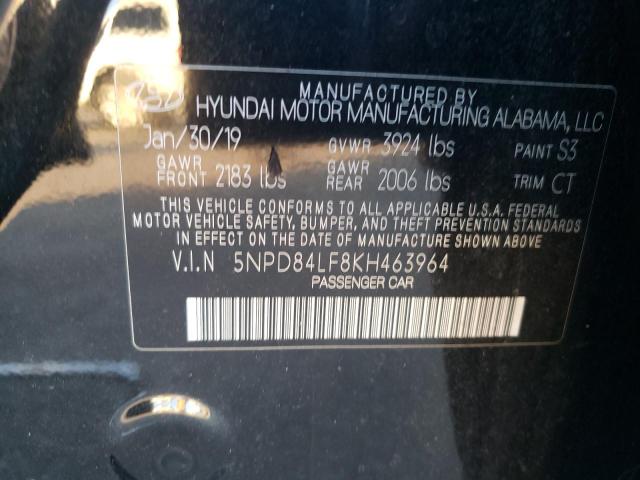 MANUFACTURED BY
HYUNDAI MOTOR MANUFACTURING ALABAMA, LLC
Jan/30/19 GVWR 3924 lbs PAINT S3
GAWR FRONT 2183 lbs GAWR REAR 2006 lbs TRIM CT
THIS VEHICLE CONFORMS TO ALL APPLICABLE U.S.A. FEDERAL
MOTOR VEHICLE SAFETY, BUMPER, AND THEFT PREVENTION STANDARDS
IN EFFECT ON THE DATE OF MANUFACTURE SHOWN ABOVE.
V.I.N 5NPD84LF8KH463964
PASSENGER CAR